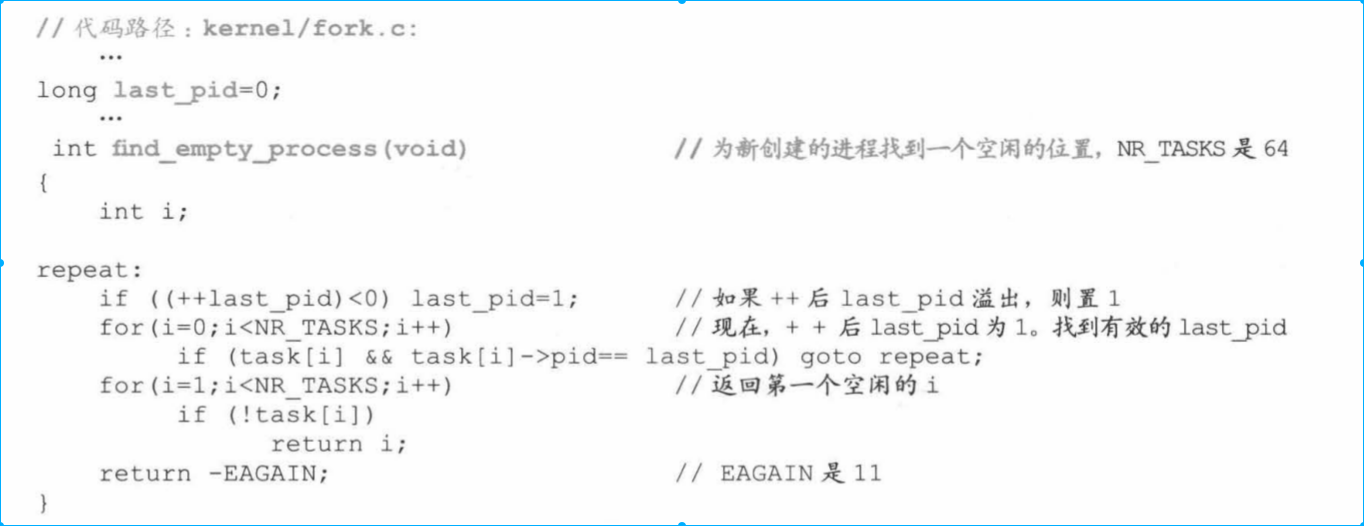 // 代码路径：kernel/fork.c:
…
long last_pid=0;
…
int find_empty_process(void) // 为新创建的进程找到一个空闲的位置，NR_TASKS 是 64
{
int i;
repeat:
if ((++last_pid)<0) last_pid=1; // 如果 ++ 后 last_pid 溢出，则置 1
for(i=0;i<NR_TASKS;i++) // 现在，+ + 后 last_pid 为 1。找到有效的 last_pid
if (task[i] && task[i]->pid== last_pid) goto repeat;
for(i=1;i<NR_TASKS;i++) // 返回第一个空闲的 i
if (!task[i])
return i;
return -EAGAIN; // EAGAIN 是 11
}